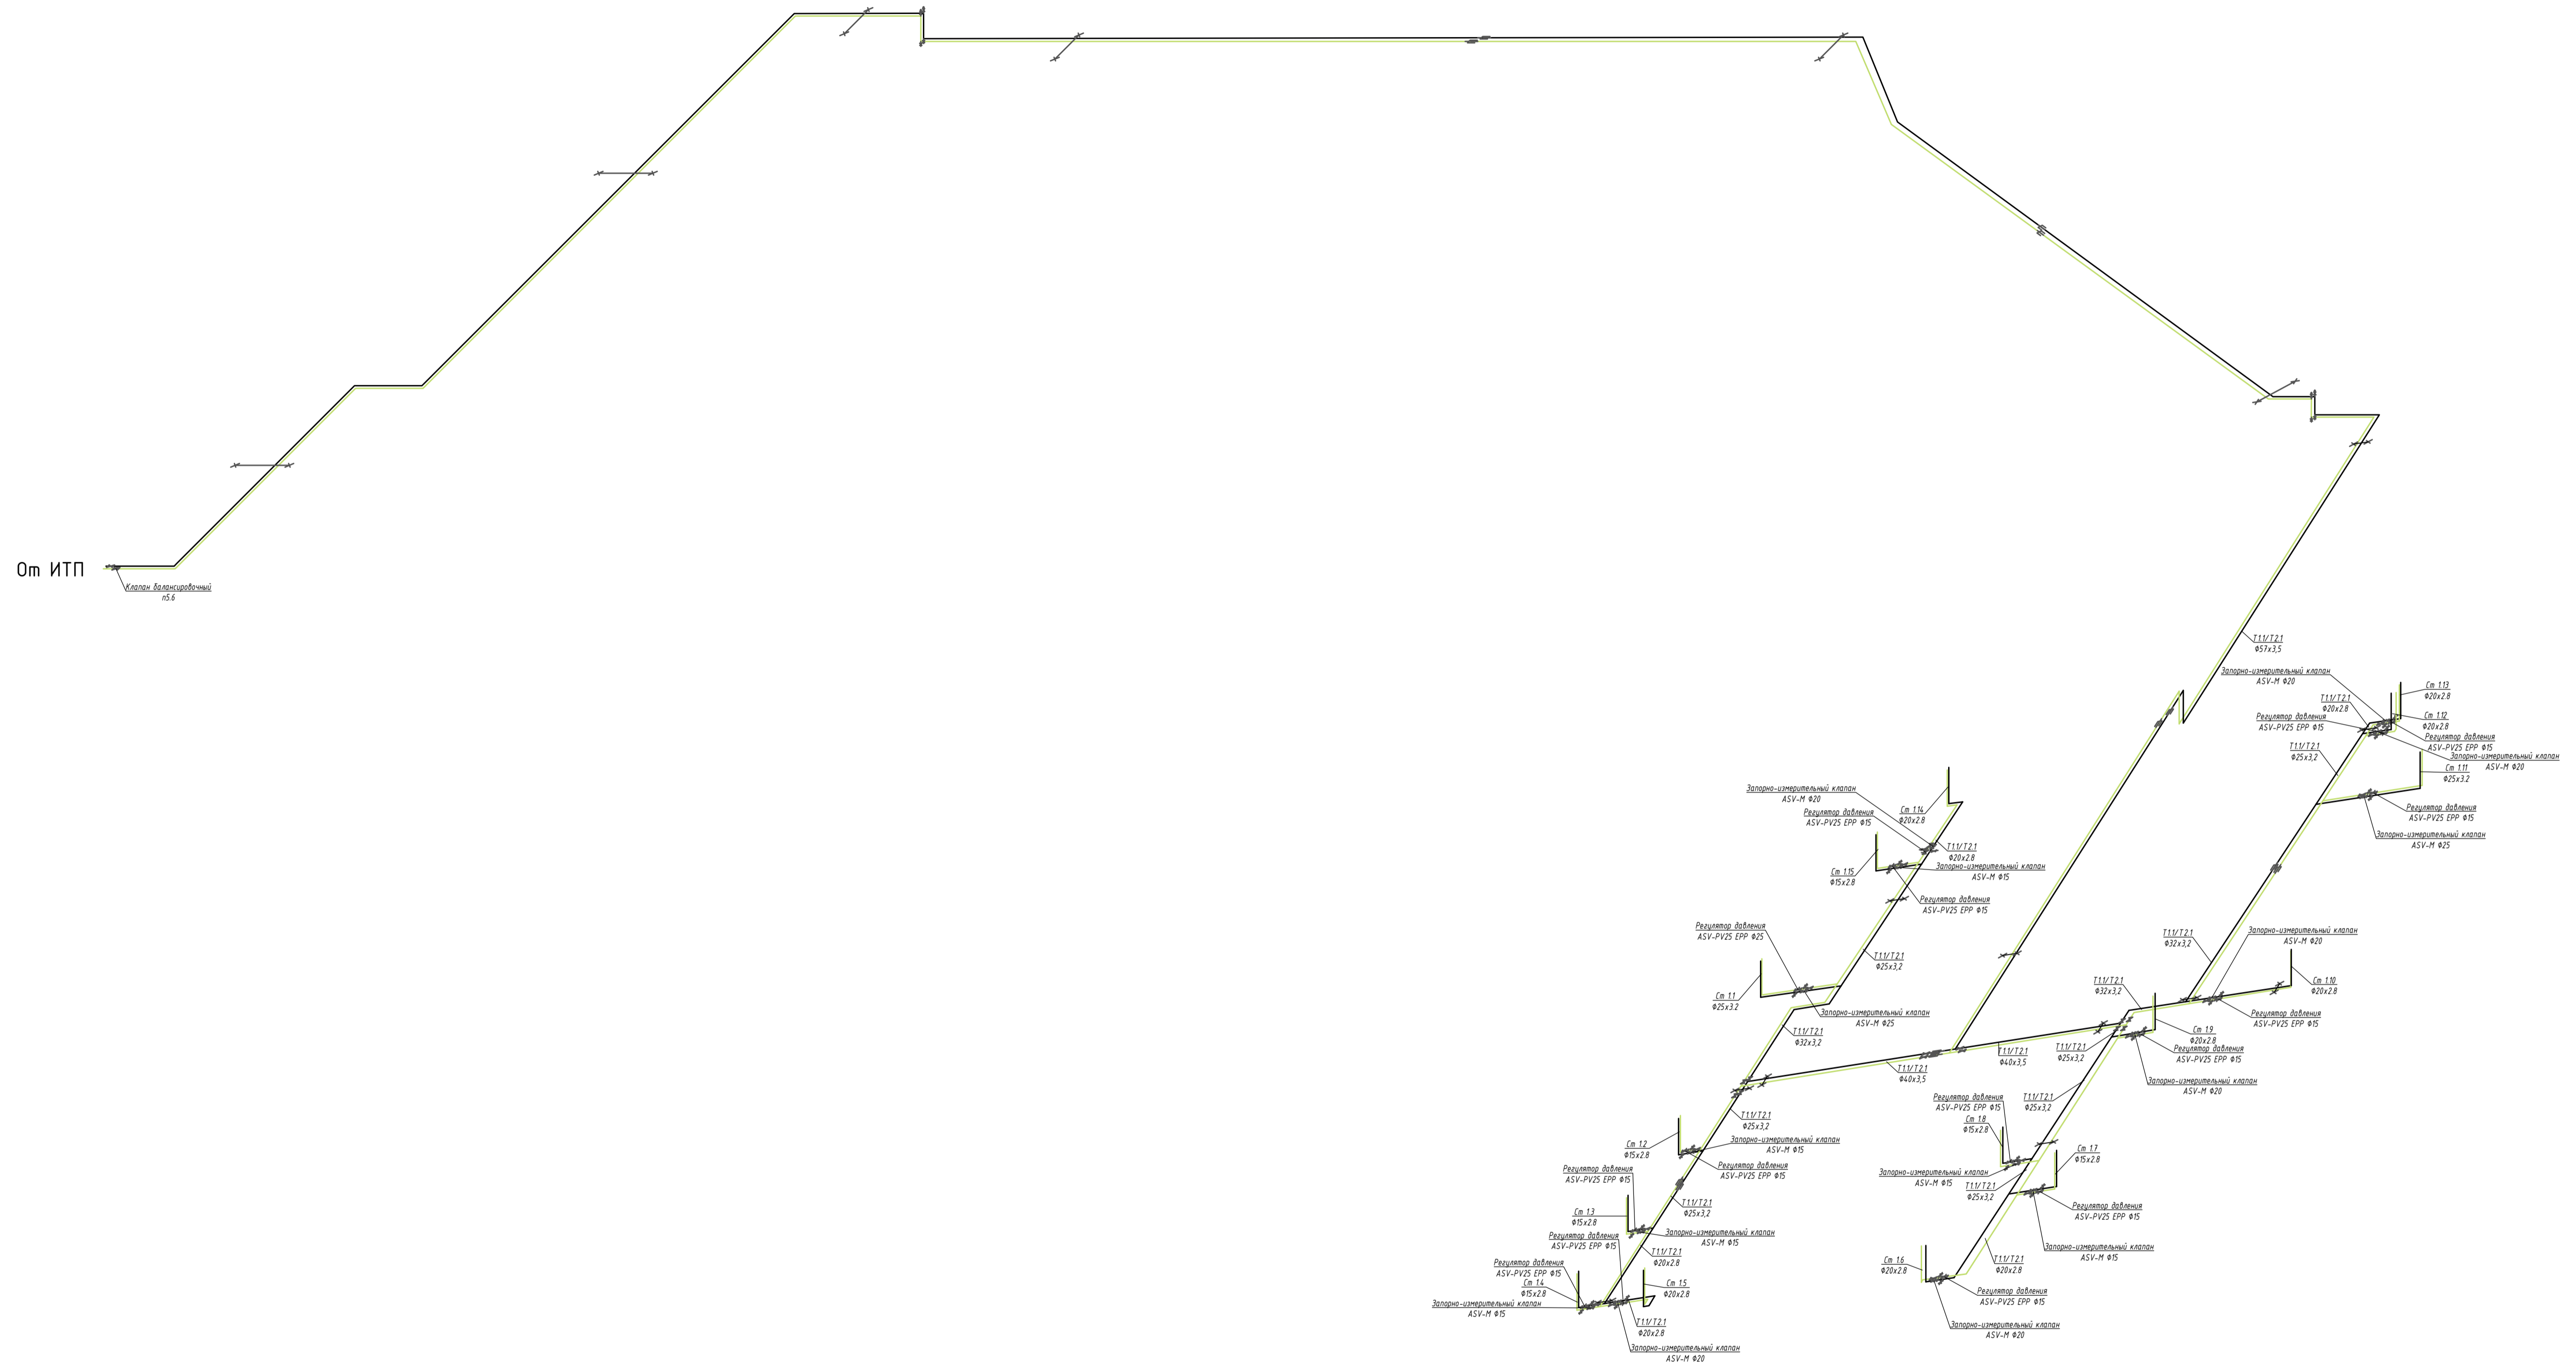 От ИТП
Клапан балансировочный
п5.6
Т1.1/Т2.1
Ф57х3,5
Запорно-измерительный клапан
ASV-M Ф20
Ст 1.13
Ф20х2.8
Т1.1/Т2.1
Ф20х2.8
Ст 1.12
Ф20х2.8
Регулятор давления
ASV-PV25 EPP Ф15
Регулятор давления
ASV-PV25 EPP Ф15
Т1.1/Т2.1
Ф25х3,2
Запорно-измерительный клапан
ASV-M Ф20
Ст 1.11
Ф25х3.2
Регулятор давления
ASV-PV25 EPP Ф15
Запорно-измерительный клапан
ASV-M Ф25
Запорно-измерительный клапан
ASV-M Ф20
Регулятор давления
ASV-PV25 EPP Ф15
Ст 1.14
Ф20х2.8
Т1.1/Т2.1
Ф20х2.8
Запорно-измерительный клапан
ASV-M Ф15
Ст 1.15
Ф15х2.8
Регулятор давления
ASV-PV25 EPP Ф15
Регулятор давления
ASV-PV25 EPP Ф25
Т1.1/Т2.1
Ф25х3,2
Ст 1.1
Ф25х3.2
Запорно-измерительный клапан
ASV-M Ф25
Т1.1/Т2.1
Ф32х3,2
Т1.1/Т2.1
Ф32х3,2
Запорно-измерительный клапан
ASV-M Ф20
Т1.1/Т2.1
Ф32х3,2
Ст 1.10
Ф20х2.8
Регулятор давления
ASV-PV25 EPP Ф15
Ст 1.9
Ф20х2.8
Регулятор давления
ASV-PV25 EPP Ф15
Т1.1/Т2.1
Ф25х3,2
Т1.1/Т2.1
Ф40х3,5
Т1.1/Т2.1
Ф40х3,5
Запорно-измерительный клапан
ASV-M Ф20
Т1.1/Т2.1
Ф25х3,2
Регулятор давления
ASV-PV25 EPP Ф15
Ст 1.8
Ф15х2.8
Т1.1/Т2.1
Ф25х3,2
Ст 1.2
Ф15х2.8
Запорно-измерительный клапан
ASV-M Ф15
Регулятор давления
ASV-PV25 EPP Ф15
Ст 1.7
Ф15х2.8
Запорно-измерительный клапан
ASV-M Ф15
Т1.1/Т2.1
Ф25х3,2
Регулятор давления
ASV-PV25 EPP Ф15
Т1.1/Т2.1
Ф25х3,2
Регулятор давления
ASV-PV25 EPP Ф15
Ст 1.3
Ф15х2.8
Запорно-измерительный клапан
ASV-M Ф15
Регулятор давления
ASV-PV25 EPP Ф15
Запорно-измерительный клапан
ASV-M Ф15
Т1.1/Т2.1
Ф20х2.8
Регулятор давления
ASV-PV25 EPP Ф15
Ст 1.4
Ф15х2.8
Запорно-измерительный клапан
ASV-M Ф15
Ст 1.5
Ф20х2.8
Ст 1.6
Ф20х2.8
Т1.1/Т2.1
Ф20х2.8
Регулятор давления
ASV-PV25 EPP Ф15
Т1.1/Т2.1
Ф20х2.8
Запорно-измерительный клапан
ASV-M Ф20
Запорно-измерительный клапан
ASV-M Ф20